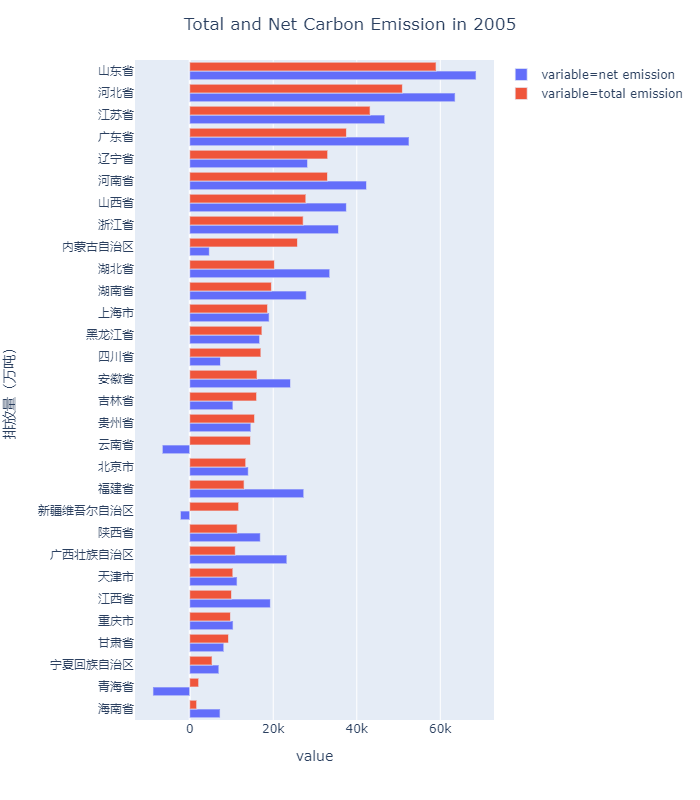 Total and Net Carbon Emission in 2005
variable=net emission
variable=total emission
山东省
河北省
江苏省
广东省
辽宁省
河南省
山西省
浙江省
内蒙古自治区
湖北省
湖南省
上海市
黑龙江省
四川省
安徽省
吉林省
贵州省
云南省
北京市
福建省
新疆维吾尔自治区
陕西省
广西壮族自治区
天津市
江西省
重庆市
甘肃省
宁夏回族自治区
青海省
海南省
排放量（万吨）
0 20k 40k 60k
value